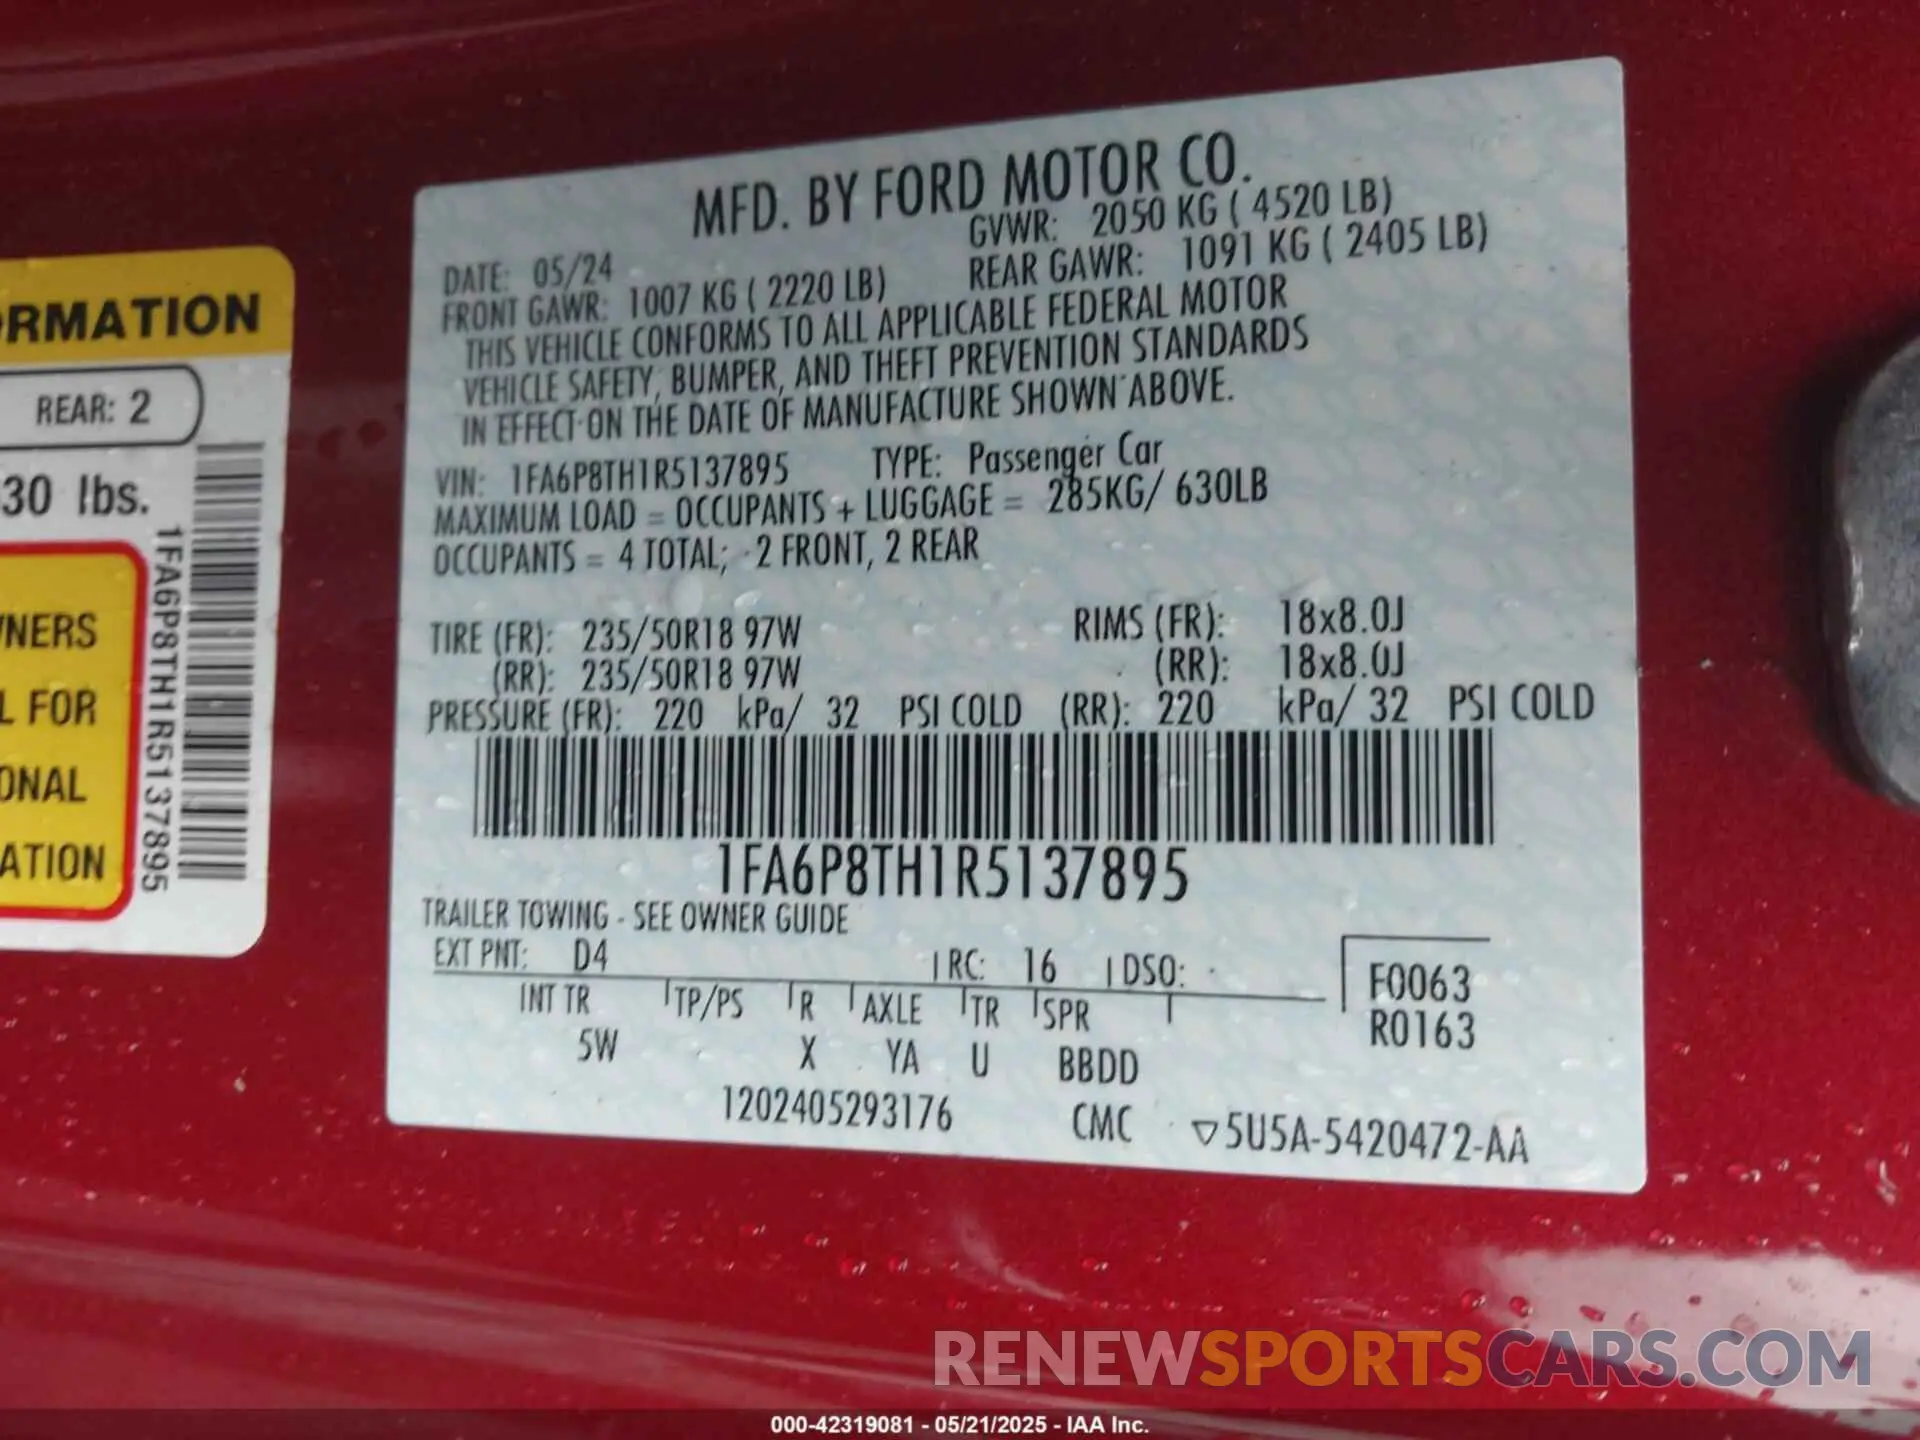 MFD. BY FORD MOTOR CO.
DATE: 05/24 GVWR: 2050 KG ( 4520 LB)
FRONT GAWR: 1007 KG ( 2220 LB) REAR GAWR: 1091 KG ( 2405 LB)
THIS VEHICLE CONFORMS TO ALL APPLICABLE FEDERAL MOTOR
VEHICLE SAFETY, BUMPER, AND THEFT PREVENTION STANDARDS
IN EFFECT ON THE DATE OF MANUFACTURE SHOWN ABOVE.
VIN: 1FA6P8TH1R5137895 TYPE: Passenger Car
MAXIMUM LOAD = OCCUPANTS + LUGGAGE = 285KG/ 630LB
OCCUPANTS = 4 TOTAL; 2 FRONT, 2 REAR
TIRE (FR): 235/50R18 97W RIMS (FR): 18x8.0J
(RR): 235/50R18 97W (RR): 18x8.0J
PRESSURE (FR): 220 kPa/ 32 PSI COLD (RR): 220 kPa/ 32 PSI COLD
1FA6P8TH1R5137895
TRAILER TOWING - SEE OWNER GUIDE
EXT PNT: D4 RC: 16 DSO:
F0063
R0163
INT TR TP/PS R AXLE TR SPR
5W X YA U BBDD
1202405293176 CMC ▽5U5A-5420472-AA
RMATION
REAR: 2
30 lbs.
1FA6P8TH1R5137895
NERS
L FOR
ONAL
ATION
RENEWSPORTSCARS.COM
000-42319081 - 05/21/2025 - IAA Inc.